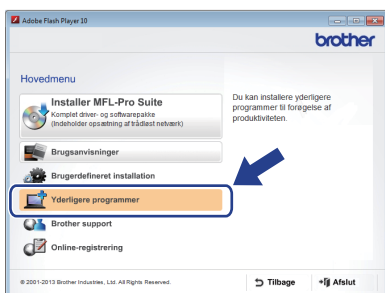 Adobe Flash Player 10
brother
Hovedmenu
Installer MFL-Pro Suite
Komplet driver- og softwarepakke
(Indeholder opsætning af trådløst netværk)
Du kan installere yderligere
programmer til forøgelse af
produktiviteten.
Brugsanvisninger
Brugerdefineret installation
Yderligere programmer
Brother support
Online-registrering
© 2001-2013 Brother Industries, Ltd. All Rights Reserved.
Tilbage
Afslut